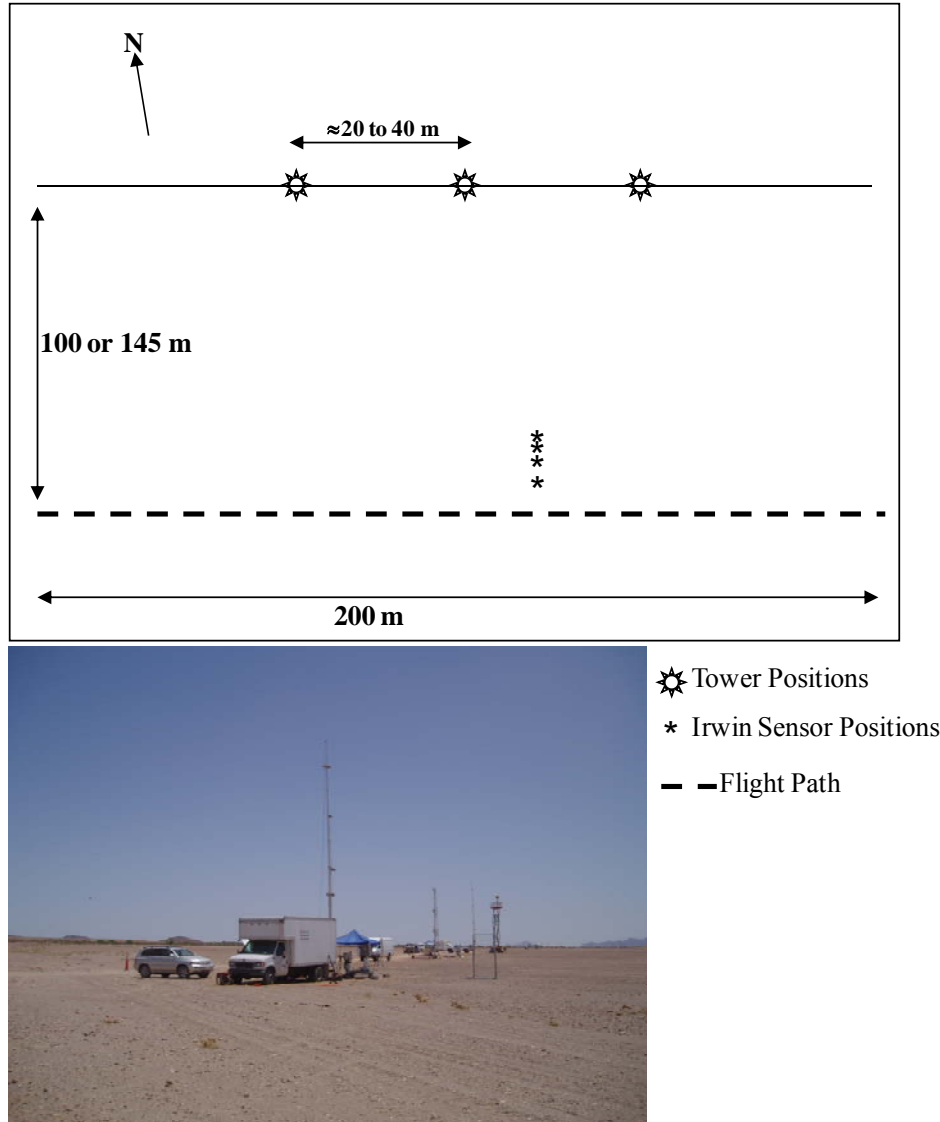 N
≈20 to 40 m
100 or 145 m
200 m
Tower Positions
* Irwin Sensor Positions
Flight Path